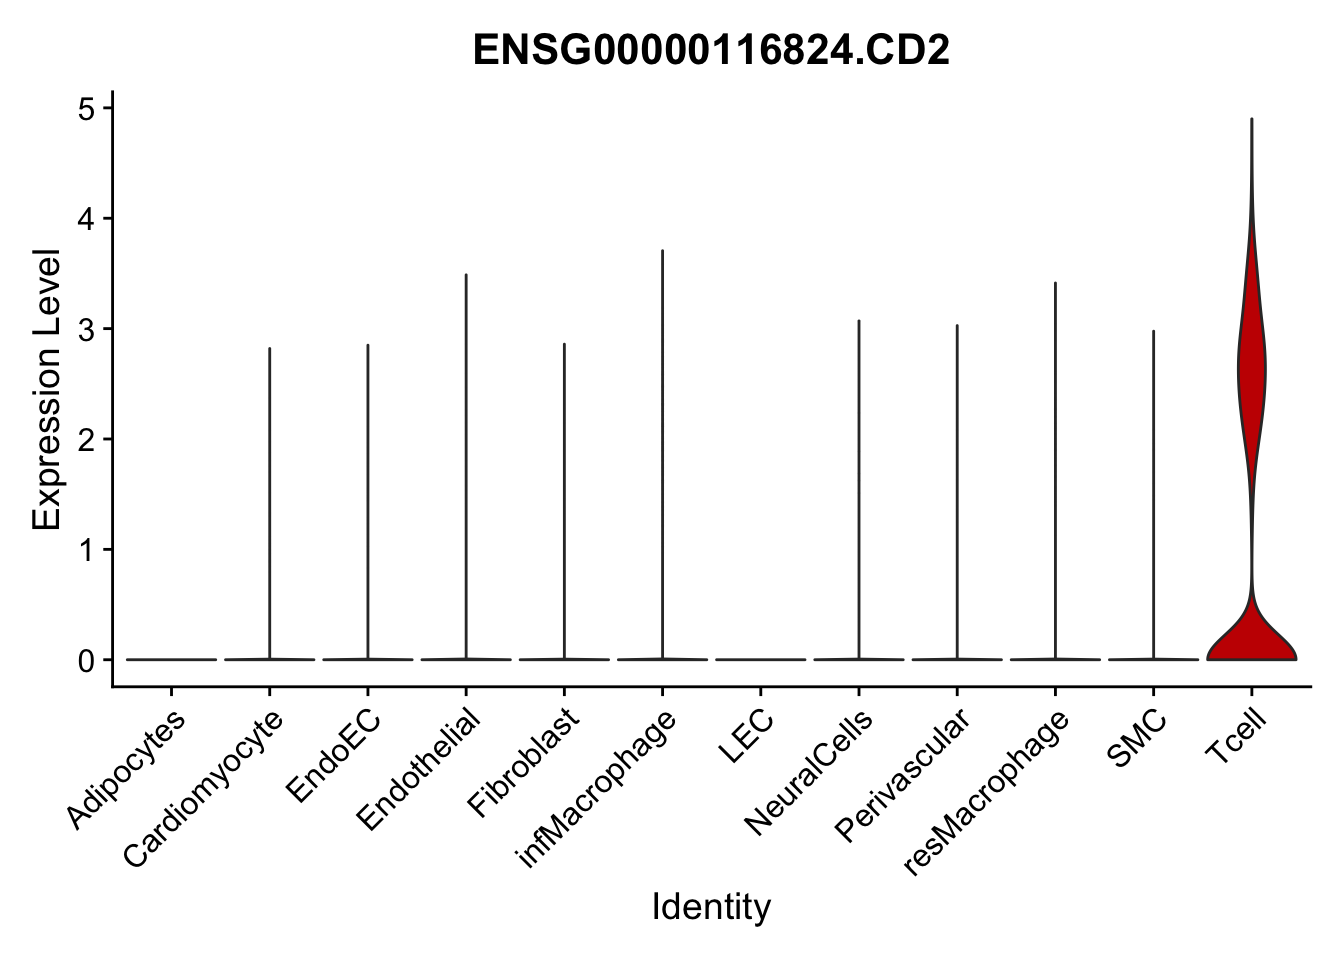 ENSG00000116824.CD2
Expression Level
5
4
3
2
1
0
Adipocytes
Cardiomyocyte
EndoEC
Endothelial
Fibroblast
infMacrophage
LEC
NeuralCells
Perivascular
resMacrophage
SMC
Tcell
Identity